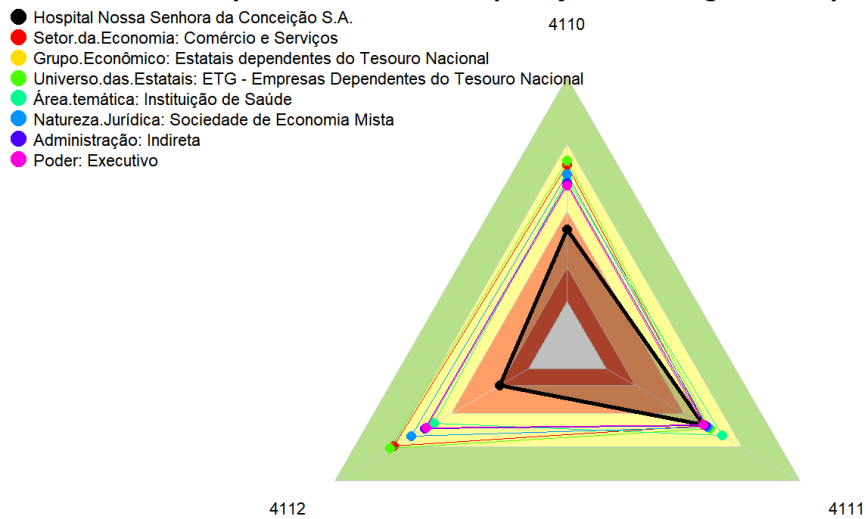 4110
Hospital Nossa Senhora da Conceição S.A.
Setor.da.Economia: Comércio e Serviços
Grupo.Econômico: Estatais dependentes do Tesouro Nacional
Universo.das.Estatais: ETG - Empresas Dependentes do Tesouro Nacional
Área.temática: Instituição de Saúde
Natureza.Jurídica: Sociedade de Economia Mista
Administração: Indireta
Poder: Executivo
4112
4111